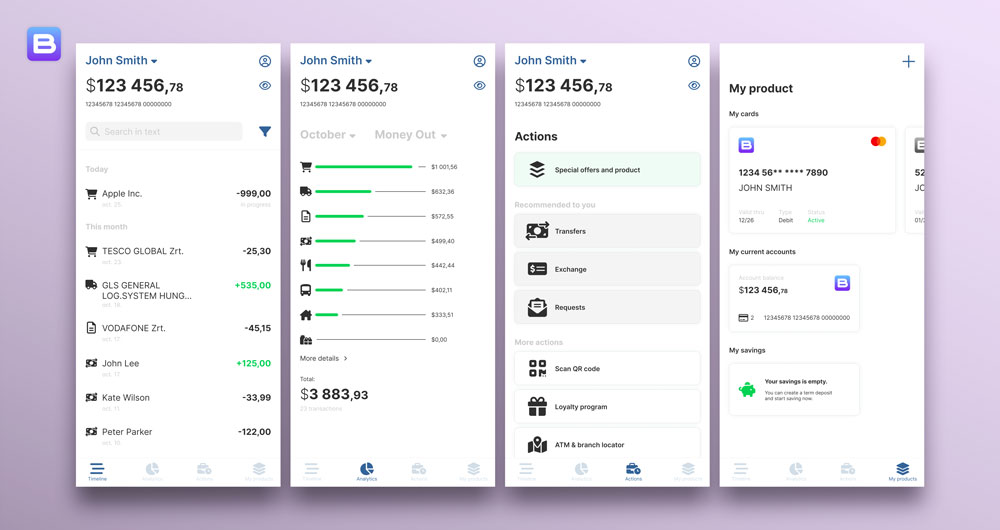 B
John Smith
$123 456,78
12345678 12345678 00000000
Search in text
Today
Apple Inc. -999,00
oct. 25. In progress
This month
TESCO GLOBAL Zrt. -25,30
oct. 23.
GLS GENERAL +535,00
LOG.SYSTEM HUNG...
oct. 18.
VODAFONE Zrt. -45,15
oct. 17.
John Lee +125,00
oct. 17.
Kate Wilson -33,99
oct. 11.
Peter Parker -122,00
oct. 10.
Timeline Analytics Actions My products
John Smith
$123 456,78
12345678 12345678 00000000
October Money Out
$1 001,56
$632,36
$572,55
$499,40
$442,44
$402,11
$333,51
$0,00
More details
Total:
$3 883,93
23 transactions
Timeline Analytics Actions My products
John Smith
$123 456,78
12345678 12345678 00000000
Actions
Special offers and product
Recommended to you
Transfers
Exchange
Requests
More actions
Scan QR code
Loyalty program
ATM & branch locator
Timeline Analytics Actions My products
My product
My cards
B
1234 56** **** 7890
JOHN SMITH
Valid thru Type Status
12/26 Debit Active
B
52
JO
Valid
01/
My current accounts
Account balance
$123 456,78
B
2 12345678 12345678 00000000
My savings
Your savings is empty.
You can create a term deposit
and start saving now.
Timeline Analytics Actions My products